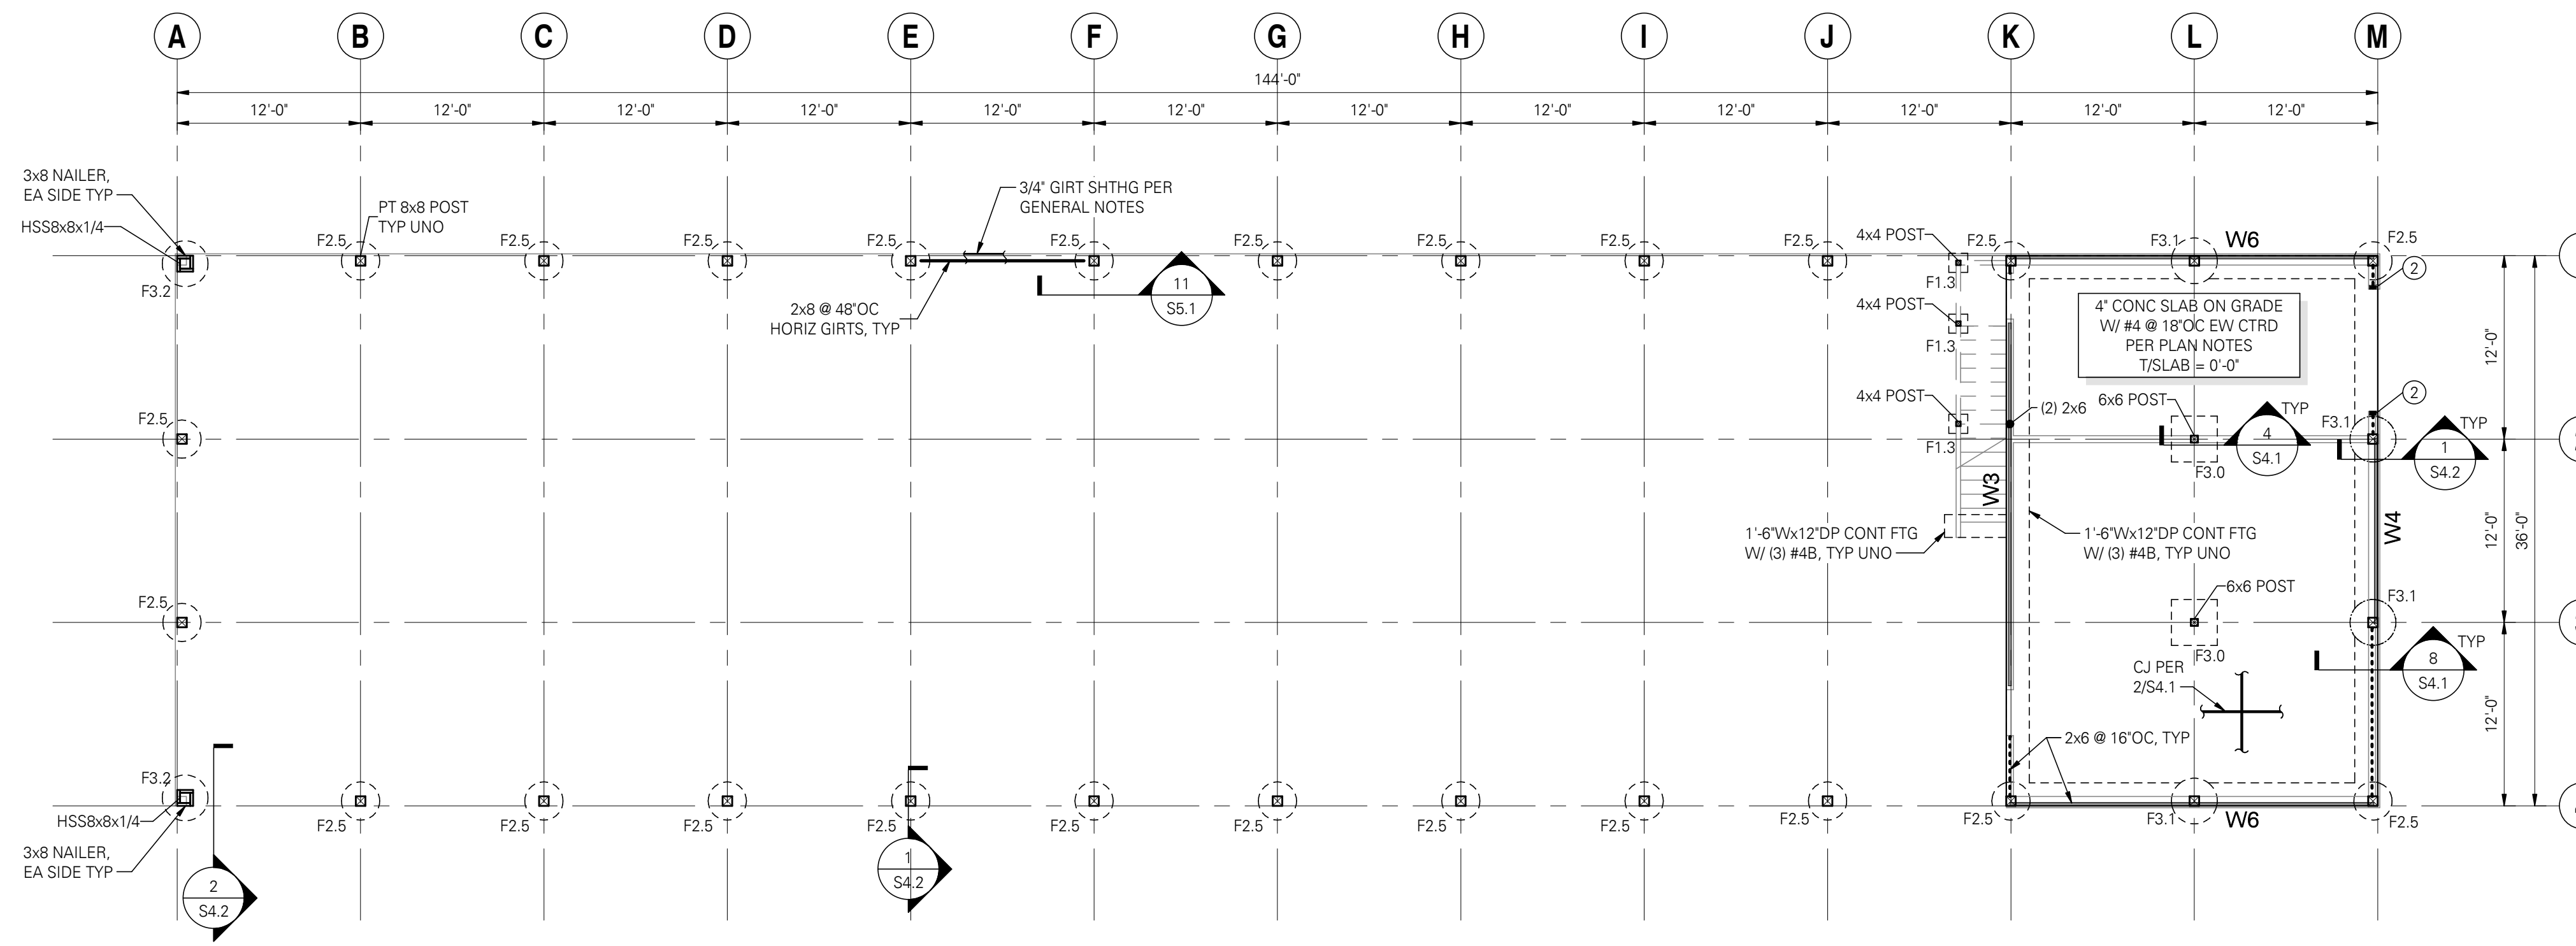 A B C D E F G H I J K L M
144'-0"
12'-0" 12'-0" 12'-0" 12'-0" 12'-0" 12'-0" 12'-0" 12'-0" 12'-0" 12'-0" 12'-0" 12'-0"
3x8 NAILER,
EA SIDE TYP
HSS8x8x1/4
F3.2
PT 8x8 POST
TYP UNO
3/4" GIRT SHTHG PER
GENERAL NOTES
F2.5 F2.5 F2.5 F2.5 F2.5 F2.5 F2.5 F2.5 F2.5 F2.5 F3.1 W6 F2.5
2x8 @ 48"OC
HORIZ GIRTS, TYP
11
S5.1
4x4 POST
F1.3
4x4 POST
F1.3
4x4 POST
F1.3
2
4" CONC SLAB ON GRADE
W/ #4 @ 18"OC EW CTRD
PER PLAN NOTES
T/SLAB = 0'-0"
12'-0"
2
(2) 2x6
6x6 POST
F3.0
4
S4.1
TYP
F3.1
1
S4.2
TYP
F2.5
W3
1'-6"Wx12"DP CONT FTG
W/ (3) #4B, TYP UNO
1'-6"Wx12"DP CONT FTG
W/ (3) #4B, TYP UNO
W4
12'-0"
36'-0"
F2.5
6x6 POST
F3.0
F3.1
8
S4.1
TYP
CJ PER
2/S4.1
12'-0"
2x6 @ 16"OC, TYP
F3.2
HSS8x8x1/4
3x8 NAILER,
EA SIDE TYP
F2.5 F2.5 F2.5 F2.5 F2.5 F2.5 F2.5 F2.5 F2.5 F2.5 F3.1 W6 F2.5
2
S4.2
1
S4.2